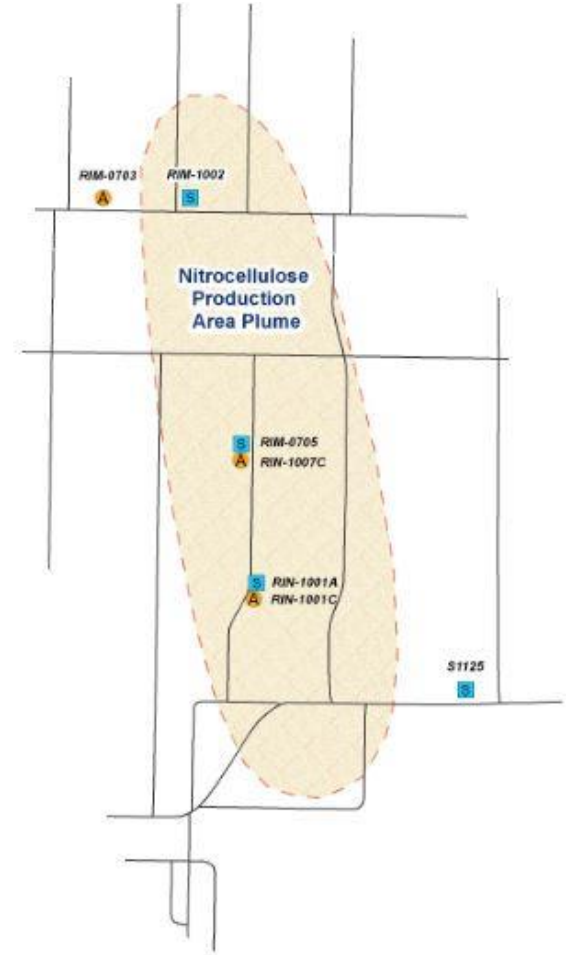 RIM-0703
RIM-1002
A
S
Nitrocellulose
Production
Area Plume
S
RIM-0705
A
RIN-1007C
S
RIN-1001A
A
RIN-1001C
S1125
S